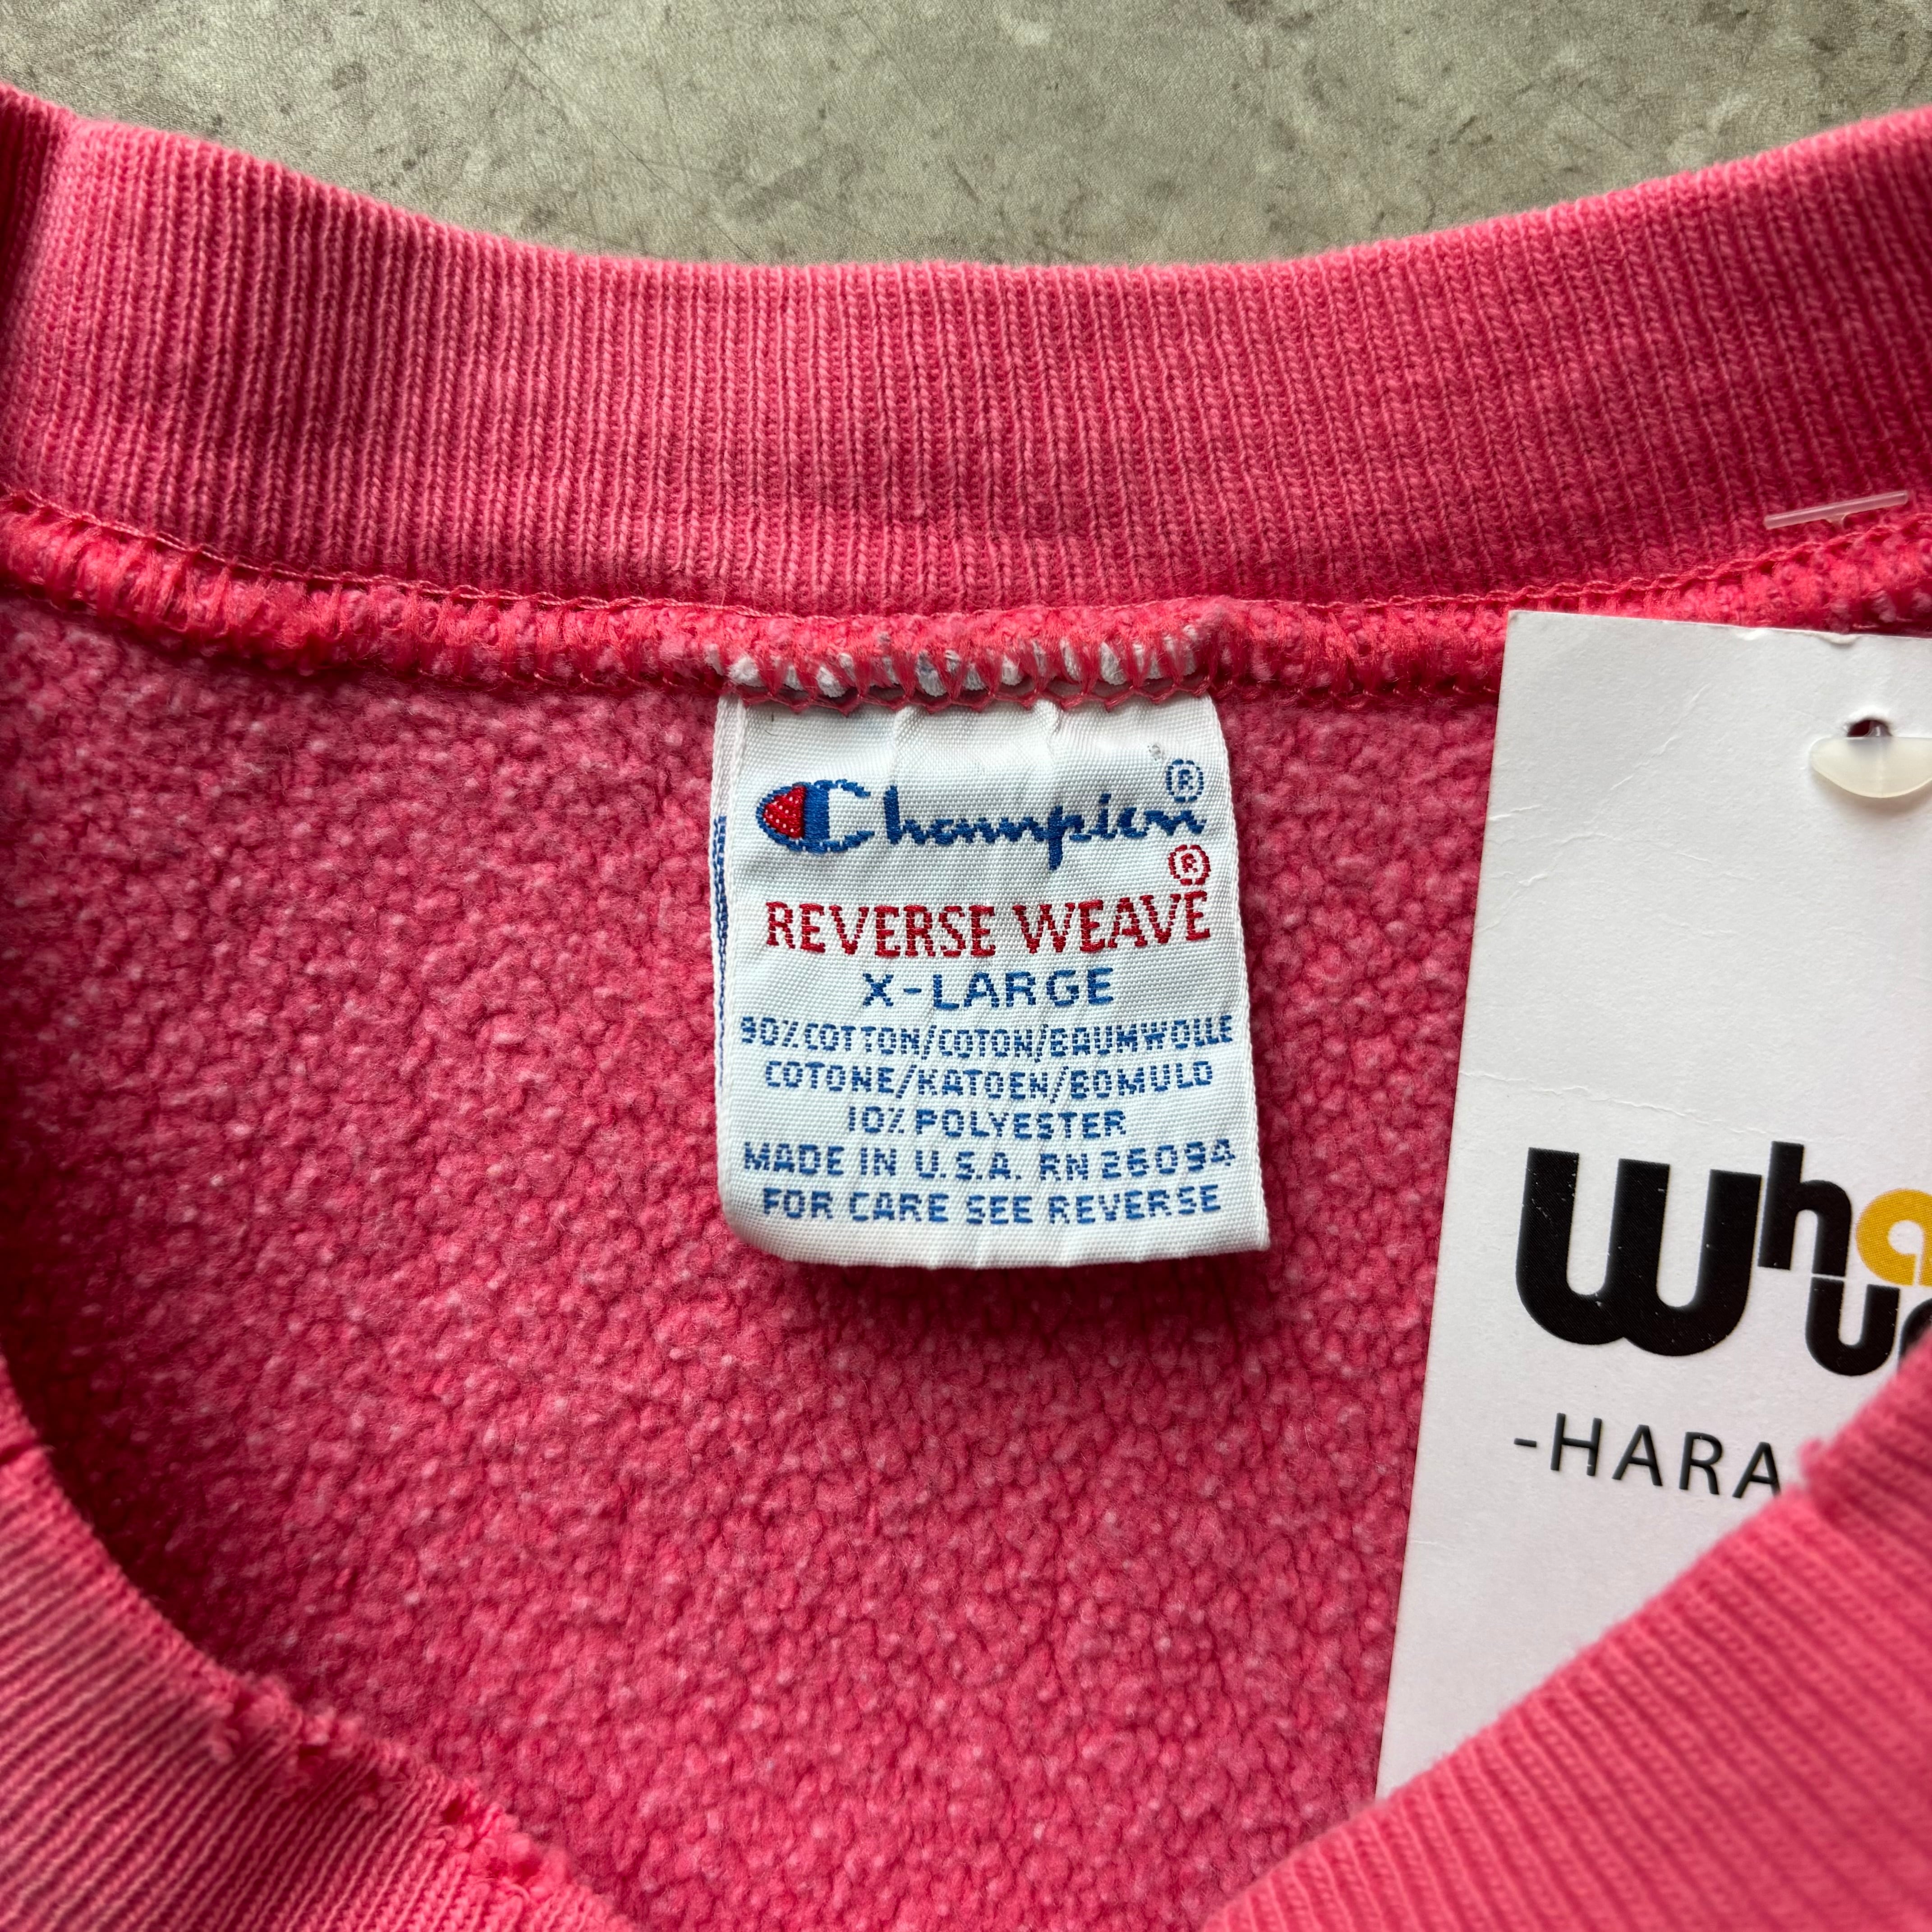 Champion®
REVERSE WEAVE®
X-LARGE
90% COTTON/COTON/BAUMWOLLE
COTONE/KATOEN/BOMULD
10% POLYESTER
MADE IN U.S.A. RN 26094
FOR CARE SEE REVERSE